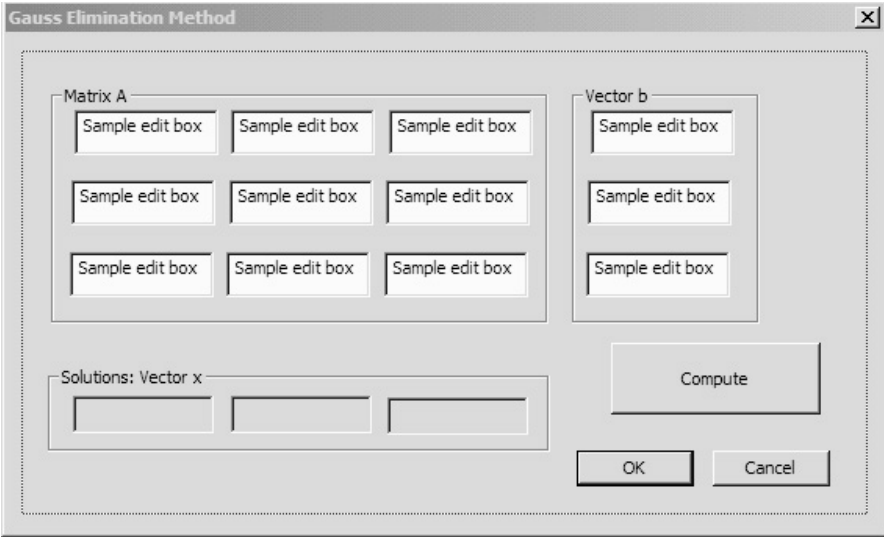 Gauss Elimination Method
Matrix A
Vector b
Sample edit box Sample edit box Sample edit box Sample edit box
Sample edit box Sample edit box Sample edit box Sample edit box
Sample edit box Sample edit box Sample edit box Sample edit box
Solutions: Vector x
Compute
OK
Cancel